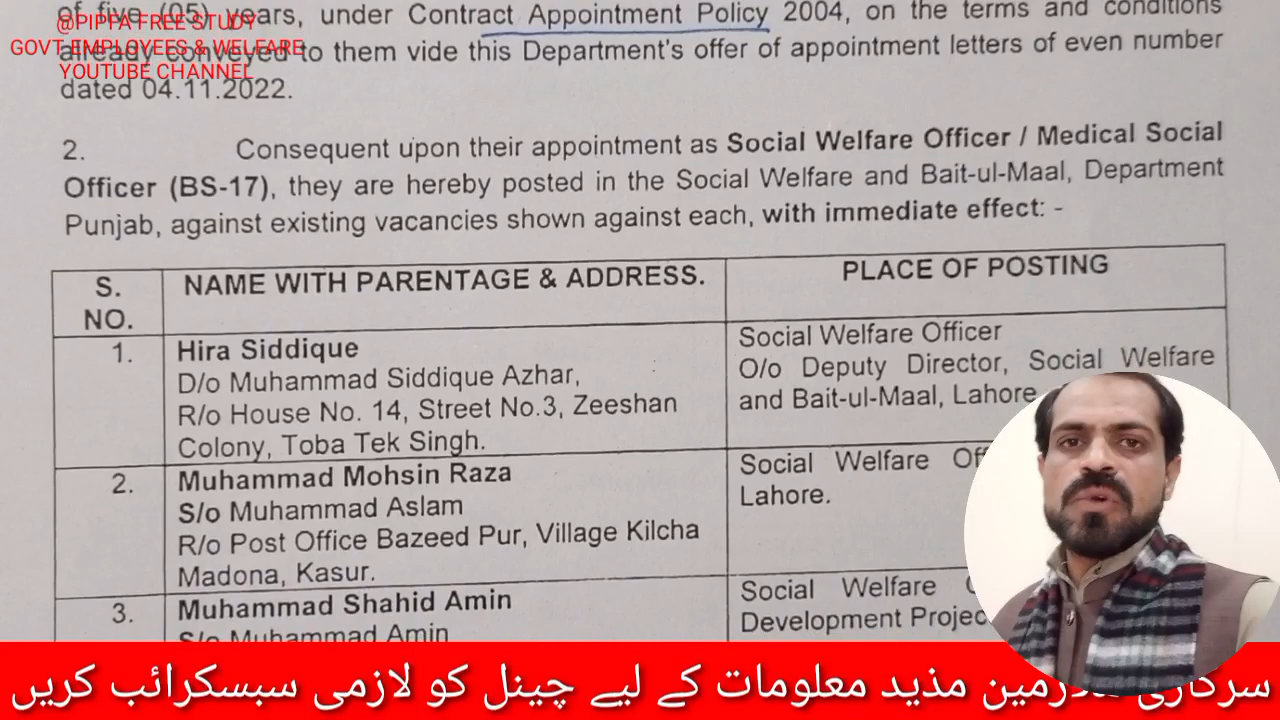 of five (05) years, under Contract Appointment Policy 2004, on the terms and conditions
already conveyed to them vide this Department's offer of appointment letters of even number
dated 04.11.2022.
@PIPFA FREE STUDY
GOVT EMPLOYEES & WELFARE
YOUTUBE CHANNEL
2. Consequent upon their appointment as Social Welfare Officer / Medical Social
Officer (BS-17), they are hereby posted in the Social Welfare and Bait-ul-Maal, Department
Punjab, against existing vacancies shown against each, with immediate effect: -
S. NO.
NAME WITH PARENTAGE & ADDRESS.
PLACE OF POSTING
1.
Hira Siddique
D/o Muhammad Siddique Azhar,
R/o House No. 14, Street No.3, Zeeshan
Colony, Toba Tek Singh.
Social Welfare Officer
O/o Deputy Director, Social Welfare
and Bait-ul-Maal, Lahore
2.
Muhammad Mohsin Raza
S/o Muhammad Aslam
R/o Post Office Bazeed Pur, Village Kilcha
Madona, Kasur.
Social Welfare
Lahore.
3.
Muhammad Shahid Amin
S/o Muhammad Amin
Social Welfare
Development
سرکاری ملازمین مذید معلومات کے لیے چینل کو لازمی سبسکرائب کریں